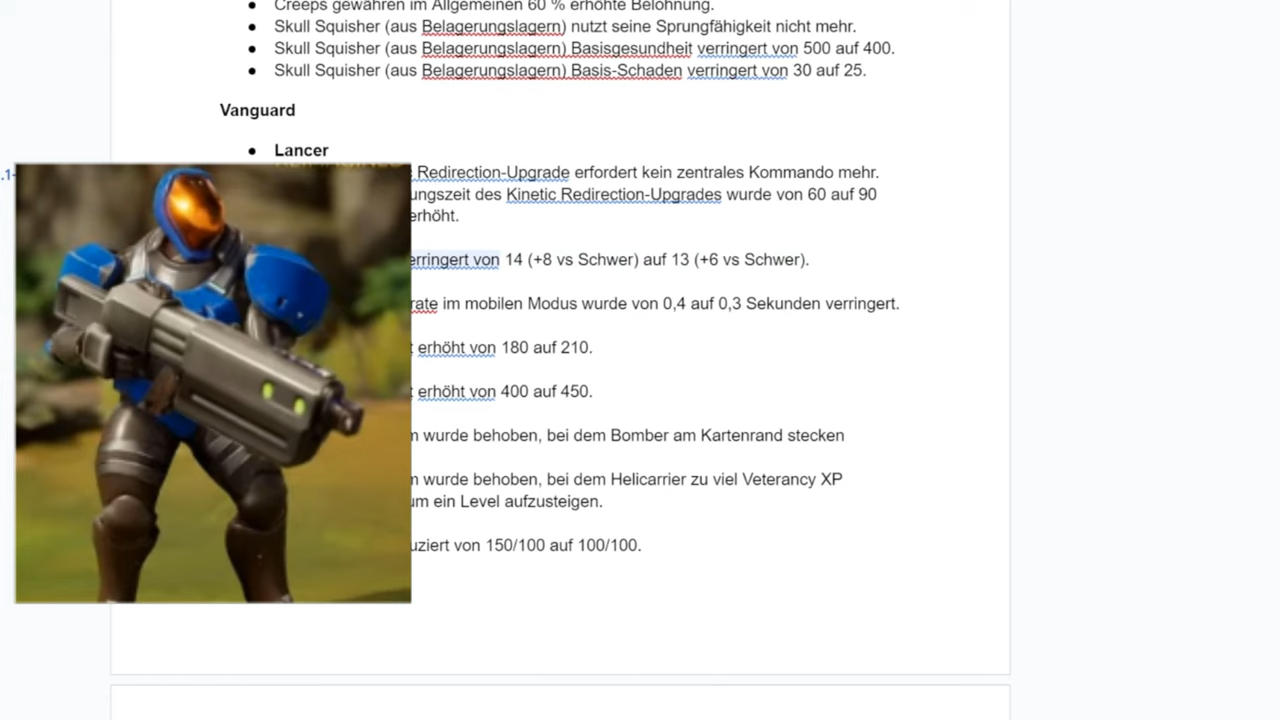 Creeps gewähren im Allgemeinen 60 % erhöhte Belohnung.
Skull Squisher (aus Belagerungslagern) nutzt seine Sprungfähigkeit nicht mehr.
Skull Squisher (aus Belagerungslagern) Basisgesundheit verringert von 500 auf 400.
Skull Squisher (aus Belagerungslagern) Basis-Schaden verringert von 30 auf 25.
Vanguard
Lancer
Redirection-Upgrade erfordert kein zentrales Kommando mehr.
des Kinetic Redirection-Upgrades wurde von 60 auf 90
erhöht.
von 14 (+8 vs Schwer) auf 13 (+6 vs Schwer).
im mobilen Modus wurde von 0,4 auf 0,3 Sekunden verringert.
erhöht von 180 auf 210.
erhöht von 400 auf 450.
wurde behoben, bei dem Bomber am Kartenrand stecken
wurde behoben, bei dem Helicarrier zu viel Veterancy XP
um ein Level aufzusteigen.
von 150/100 auf 100/100.